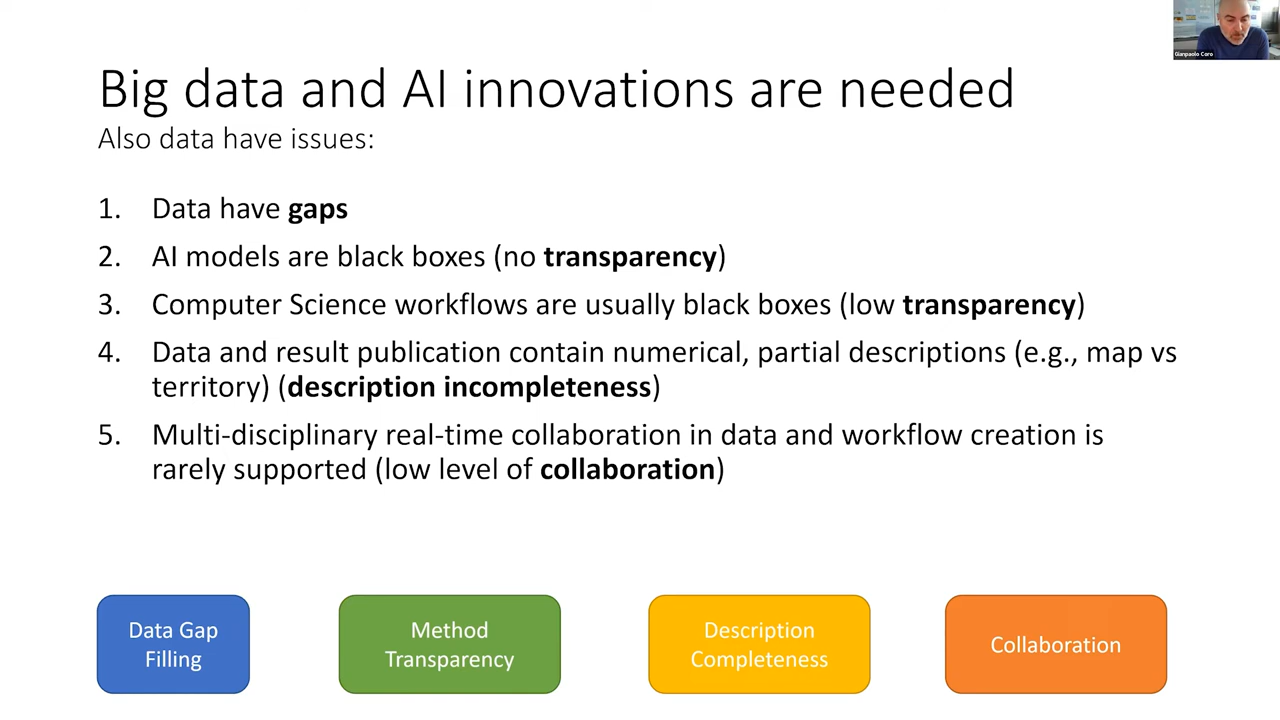 Gianpaolo Coro
Big data and AI innovations are needed
Also data have issues:
1. Data have gaps
2. AI models are black boxes (no transparency)
3. Computer Science workflows are usually black boxes (low transparency)
4. Data and result publication contain numerical, partial descriptions (e.g., map vs
territory) (description incompleteness)
5. Multi-disciplinary real-time collaboration in data and workflow creation is
rarely supported (low level of collaboration)
Data Gap
Filling
Method
Transparency
Description
Completeness
Collaboration